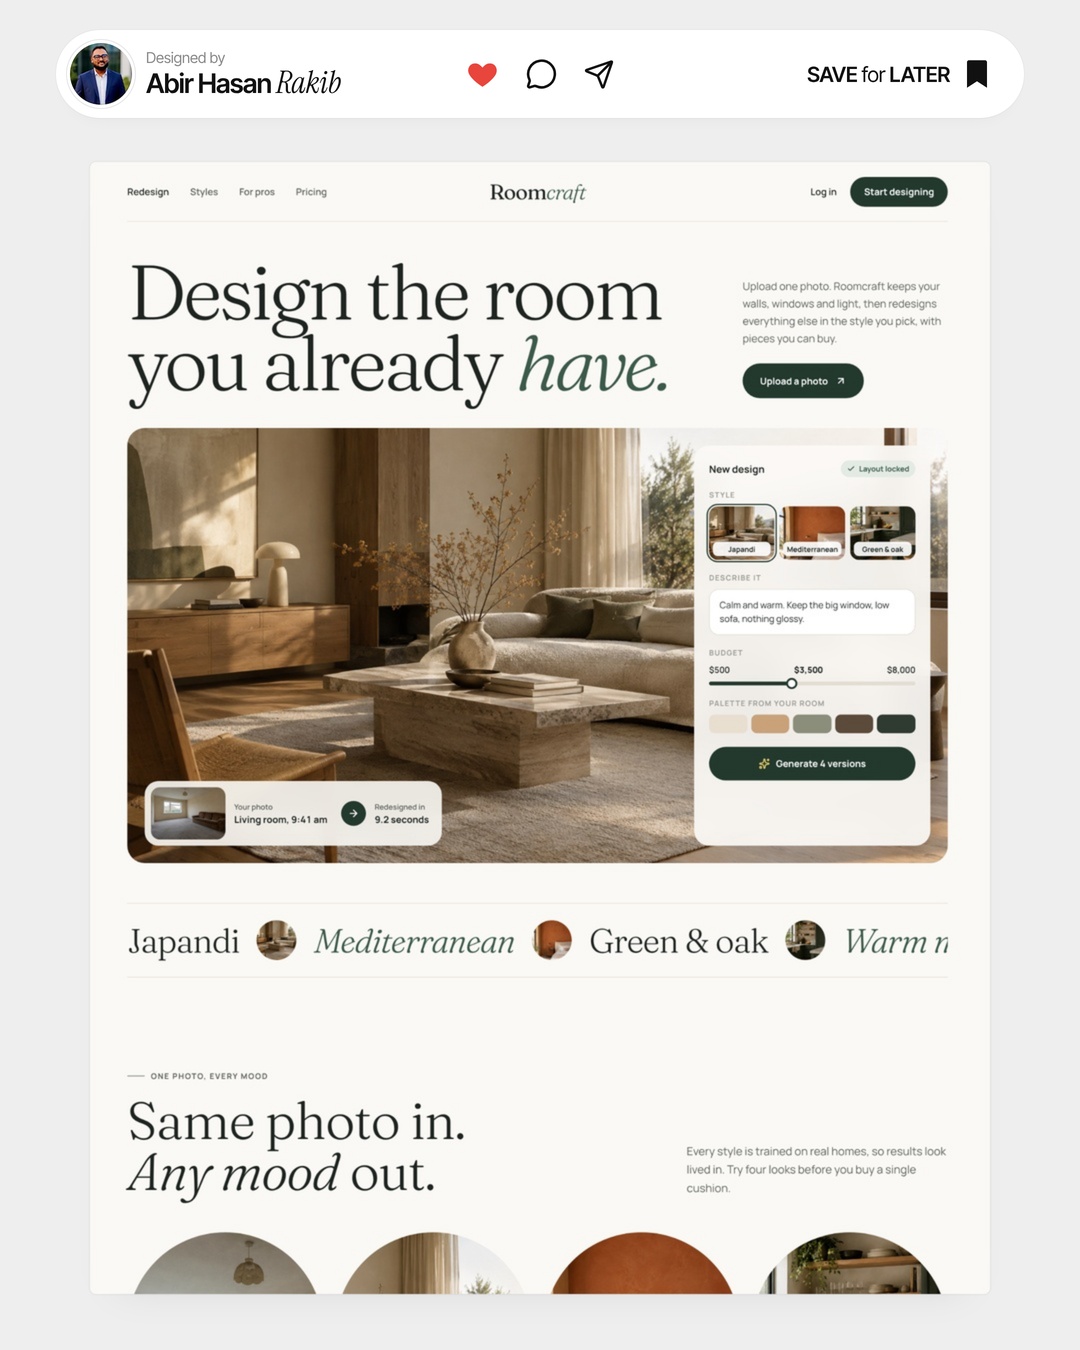 Designed by
Abir Hasan Rakib
SAVE for LATER
Redesign Styles For pros Pricing
Roomcraft
Log in
Start designing
Design the room
you already have.
Upload one photo. Roomcraft keeps your
walls, windows and light, then redesigns
everything else in the style you pick, with
pieces you can buy.
Upload a photo
New design
Layout locked
STYLE
Japandi
Mediterranean
Green & oak
DESCRIBE IT
Calm and warm. Keep the big window, low
sofa, nothing glossy.
BUDGET
$500 $3,500 $8,000
PALETTE FROM YOUR ROOM
Generate 4 versions
Your photo
Living room, 9:41 am
Redesigned in
9.2 seconds
Japandi Mediterranean Green & oak Warm
ONE PHOTO, EVERY MOOD
Same photo in.
Any mood out.
Every style is trained on real homes, so results look
lived in. Try four looks before you buy a single
cushion.